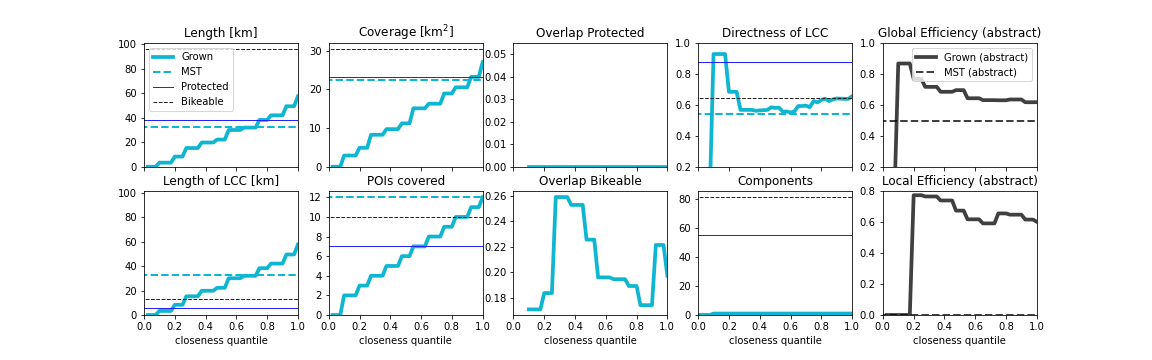 Length [km]
100
80
60
40
20
0
Grown
MST
Protected
Bikeable
Coverage [km²]
30
20
10
0
Overlap Protected
0.05
0.04
0.03
0.02
0.01
0.00
Directness of LCC
1.0
0.8
0.6
0.4
0.2
Global Efficiency (abstract)
1.0
0.8
0.6
0.4
0.2
Grown (abstract)
MST (abstract)
Length of LCC [km]
100
80
60
40
20
0
0.0 0.2 0.4 0.6 0.8 1.0
closeness quantile
POIs covered
12
10
8
6
4
2
0
0.0 0.2 0.4 0.6 0.8 1.0
closeness quantile
Overlap Bikeable
0.26
0.24
0.22
0.20
0.18
0.0 0.2 0.4 0.6 0.8 1.0
closeness quantile
Components
80
60
40
20
0
0.0 0.2 0.4 0.6 0.8 1.0
closeness quantile
Local Efficiency (abstract)
0.8
0.6
0.4
0.2
0.0
0.0 0.2 0.4 0.6 0.8 1.0
closeness quantile